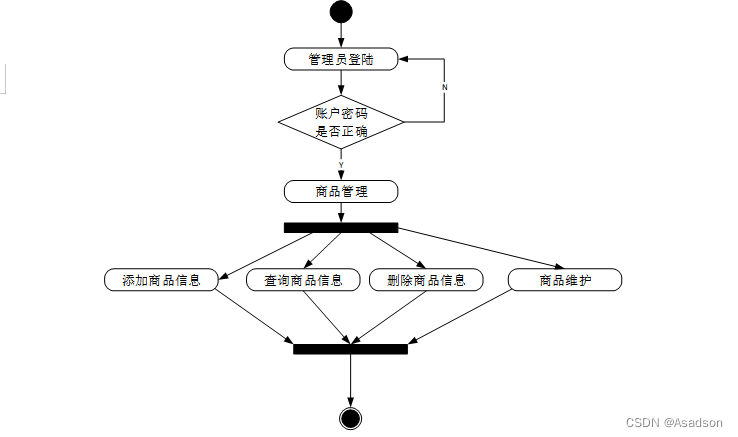 管理员登陆
N
账户密码
是否正确
Y
商品管理
添加商品信息
查询商品信息
删除商品信息
商品维护
CSDN @Asadson